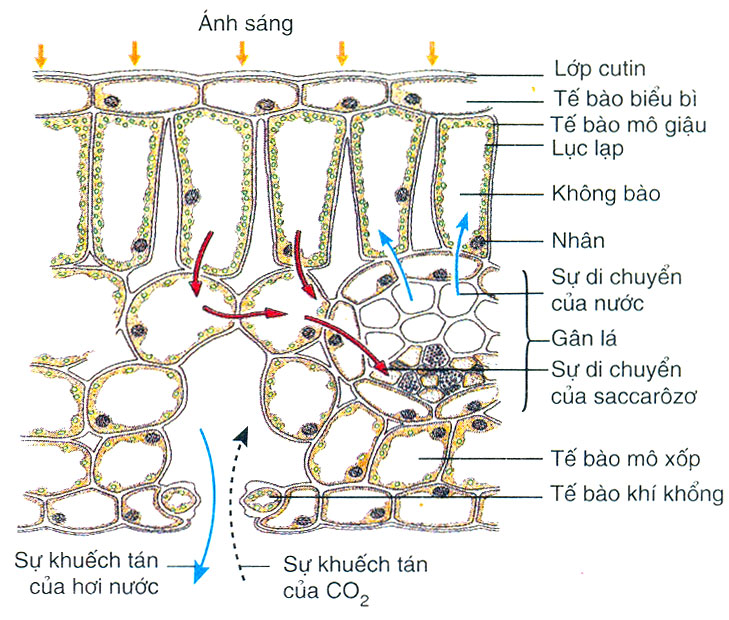 Ánh sáng
Lớp cutin
Tế bào biểu bì
Tế bào mô giậu
Lục lạp
Không bào
Nhân
Sự di chuyển
của nước
Gân lá
Sự di chuyển
của saccarôzơ
Tế bào mô xốp
Tế bào khí khổng
Sự khuếch tán
của hơi nước
Sự khuếch tán
của CO₂